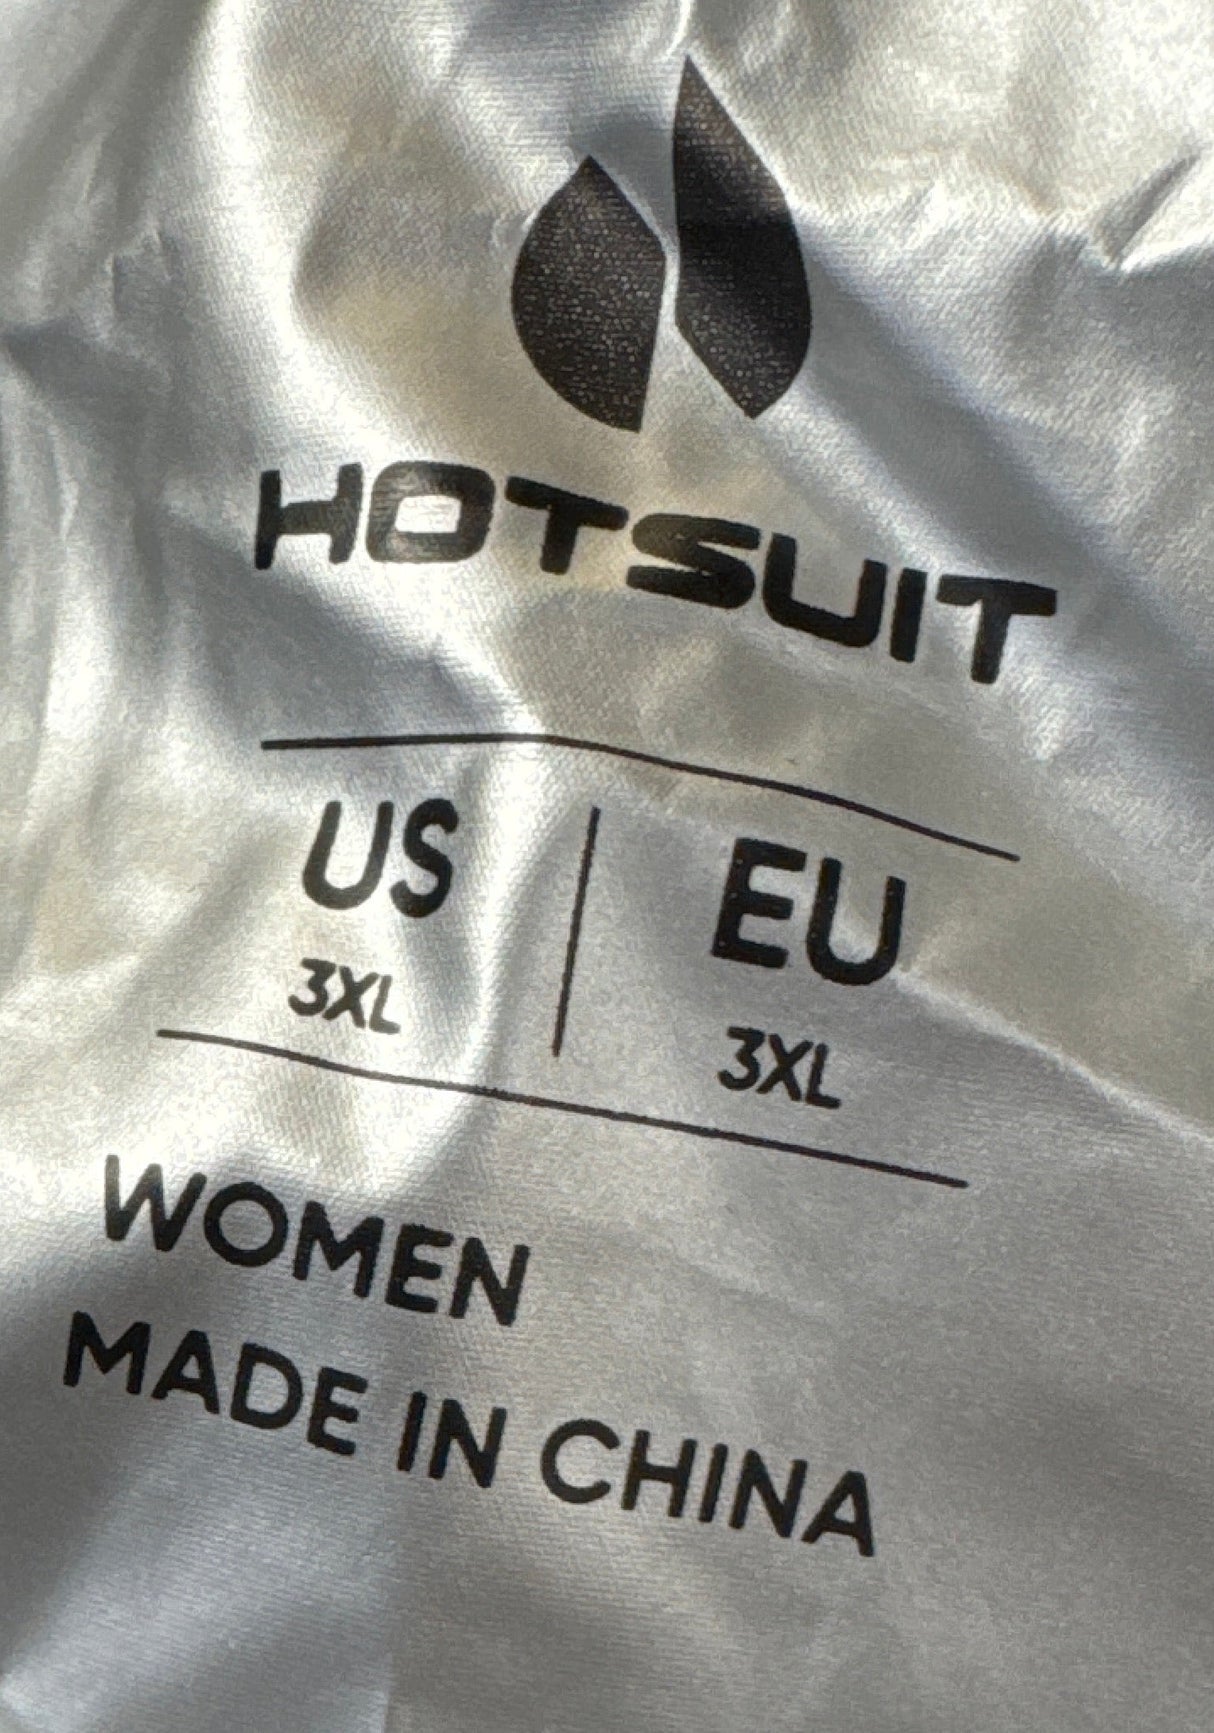 HOTSUIT
US | EU
3XL 3XL
WOMEN
MADE IN CHINA